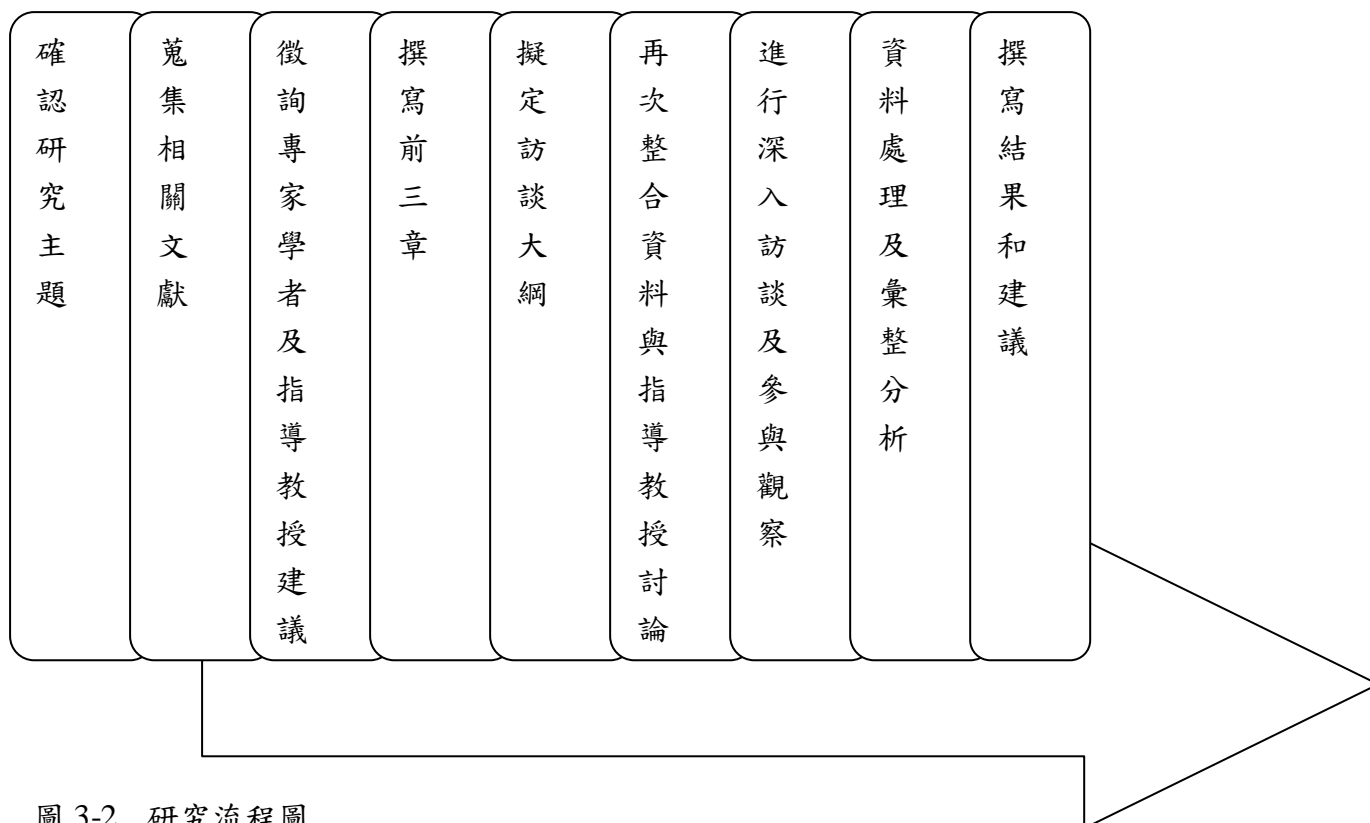 確認研究主題
蒐集相關文獻
徵詢專家學者及指導教授建議
撰寫前三章
擬定訪談大綱
再次整合資料與指導教授討論
進行深入訪談及參與觀察
資料處理及彙整分析
撰寫結果和建議
圖 3-2 研究流程圖